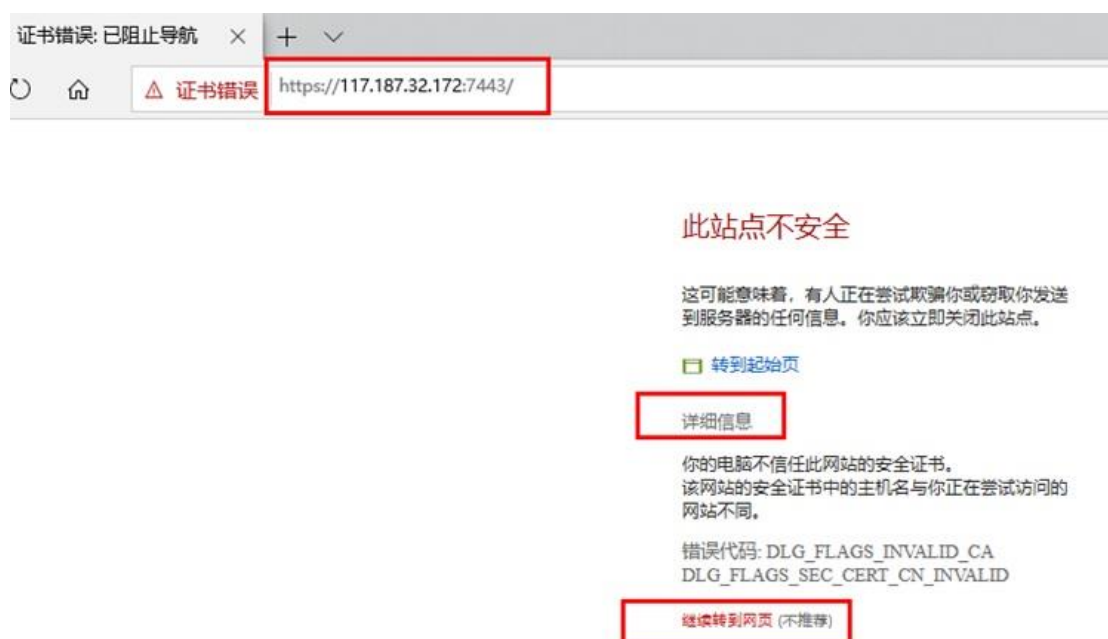 证书错误: 已阻止导航
证书错误 https://117.187.32.172:7443/
此站点不安全
这可能意味着，有人正在尝试欺骗你或窃取你发送
到服务器的任何信息。你应该立即关闭此站点。
转到起始页
详细信息
你的电脑不信任此网站的安全证书。
该网站的安全证书中的主机名与你正在尝试访问的
网站不同。
错误代码: DLG_FLAGS_INVALID_CA
DLG_FLAGS_SEC_CERT_CN_INVALID
继续转到网页 (不推荐)